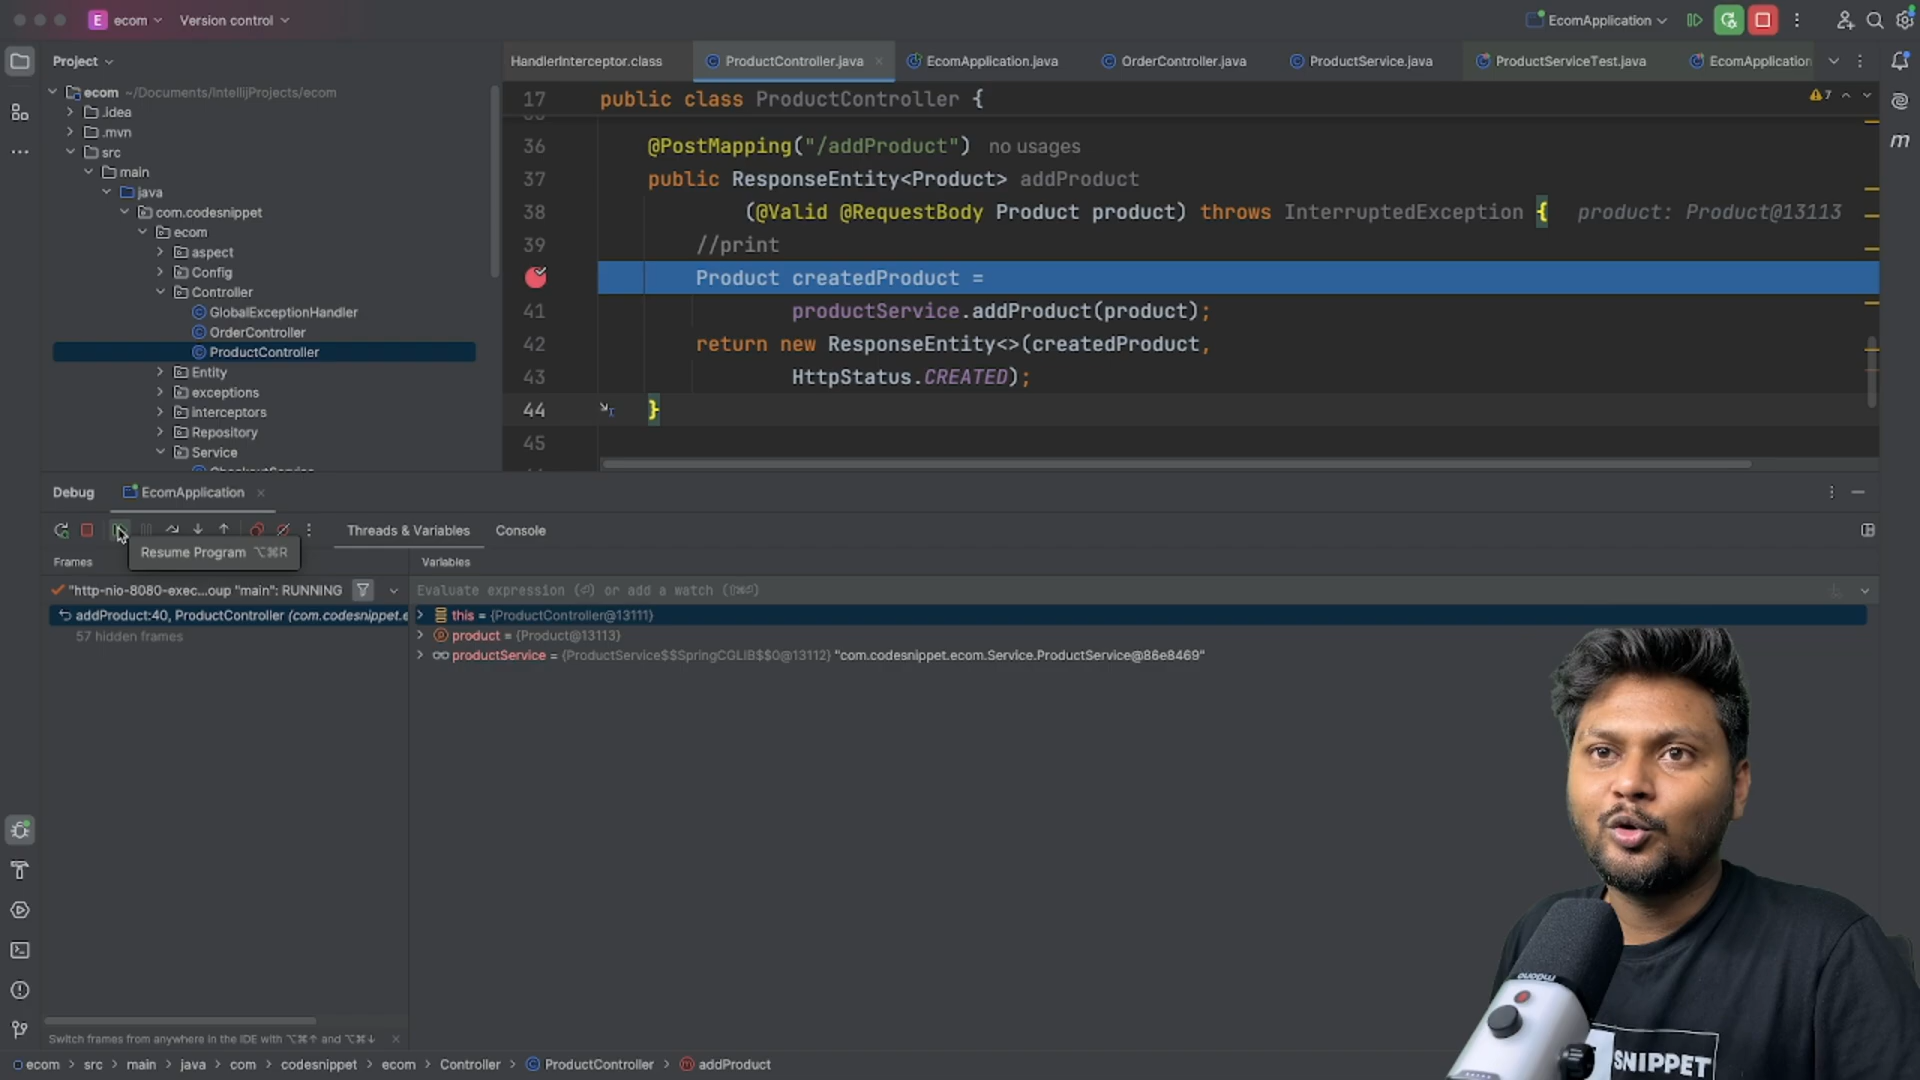 E ecom Version control EcomApplication
Project
HandlerInterceptor.class ProductController.java EcomApplication.java OrderController.java ProductService.java ProductServiceTest.java EcomApplication
ecom ~/Documents/IntellijProjects/ecom
.idea
.mvn
src
main
java
com.codesnippet
ecom
aspect
Config
Controller
GlobalExceptionHandler
OrderController
ProductController
Entity
exceptions
interceptors
Repository
Service
CheckoutService
17 public class ProductController { 7
36 @PostMapping("/addProduct") no usages
37 public ResponseEntity<Product> addProduct
38 (@Valid @RequestBody Product product) throws InterruptedException { product: Product@13113
39 //print
Product createdProduct =
41 productService.addProduct(product);
42 return new ResponseEntity<>(createdProduct,
43 HttpStatus.CREATED);
44 }
45
Debug EcomApplication
Threads & Variables Console
Resume Program ⌥⌘R
Frames Variables
"http-nio-8080-exec...oup "main": RUNNING
Evaluate expression (⏎) or add a watch (⇧⌘⏎)
addProduct:40, ProductController (com.codesnippet.e
57 hidden frames
this = {ProductController@13111}
product = {Product@13113}
productService = {ProductService$$SpringCGLIB$$0@13112} "com.codesnippet.ecom.Service.ProductService@86e8469"
Switch frames from anywhere in the IDE with ⌥⌘↑ and ⌥⌘↓
ecom src main java com codesnippet ecom Controller ProductController addProduct
maono
SNIPPET